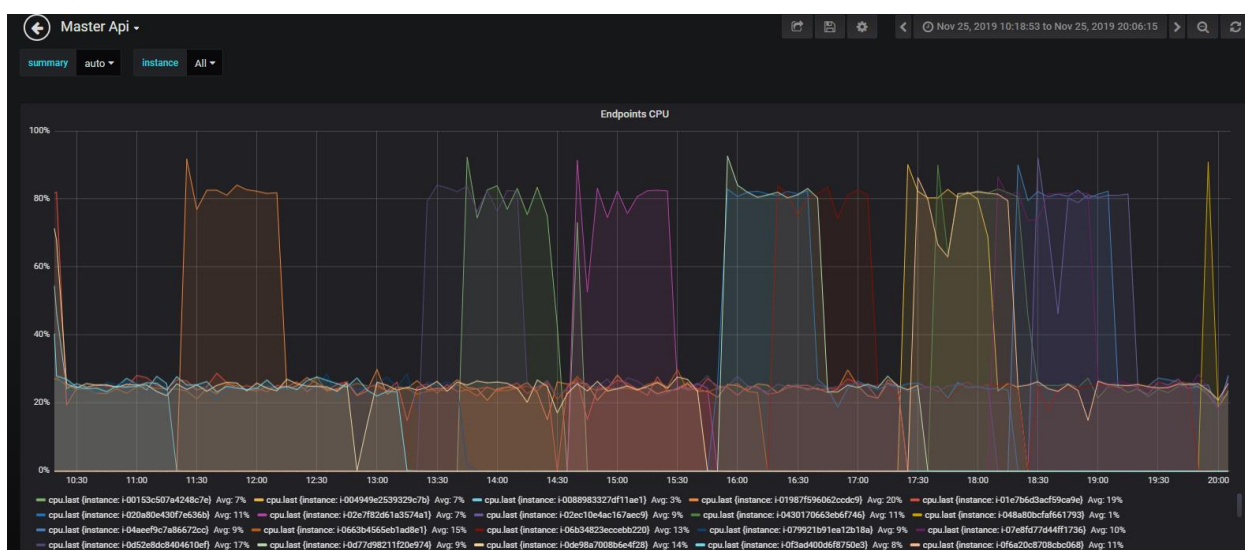 Master Api
Nov 25, 2019 10:18:53 to Nov 25, 2019 20:06:15
summary auto instance All
Endpoints CPU
100%
80%
60%
40%
20%
0%
10:30 11:00 11:30 12:00 12:30 13:00 13:30 14:00 14:30 15:00 15:30 16:00 16:30 17:00 17:30 18:00 18:30 19:00 19:30 20:00
cpu.last {instance: i-00153c507a4248c7e} Avg: 7% cpu.last {instance: i-004949e2539329c7b} Avg: 7% cpu.last {instance: i-0088983327df11ae1} Avg: 3% cpu.last {instance: i-01987f596062ccdc9} Avg: 20% cpu.last {instance: i-01e7b6d3acf59ca9e} Avg: 19%
cpu.last {instance: i-020a80e430f7e636b} Avg: 11% cpu.last {instance: i-02e7f82d61a3574a1} Avg: 7% cpu.last {instance: i-02ec10e4ac167aec9} Avg: 9% cpu.last {instance: i-0430170663eb6f746} Avg: 11% cpu.last {instance: i-048a80bcfaf661793} Avg: 1%
cpu.last {instance: i-04aeef9c7a86672cc} Avg: 9% cpu.last {instance: i-0663b4565eb1ad8e1} Avg: 15% cpu.last {instance: i-06b34823eccebb220} Avg: 13% cpu.last {instance: i-079921b91ea12b18a} Avg: 9% cpu.last {instance: i-07e8fd77d44ff1736} Avg: 10%
cpu.last {instance: i-0d52e8dc8404610ef} Avg: 17% cpu.last {instance: i-0d77d98211f20e974} Avg: 9% cpu.last {instance: i-0de98a7008b6e4f28} Avg: 14% cpu.last {instance: i-0f3ad400d6f8750e3} Avg: 8% cpu.last {instance: i-0f6a20c8708cbc068} Avg: 11%